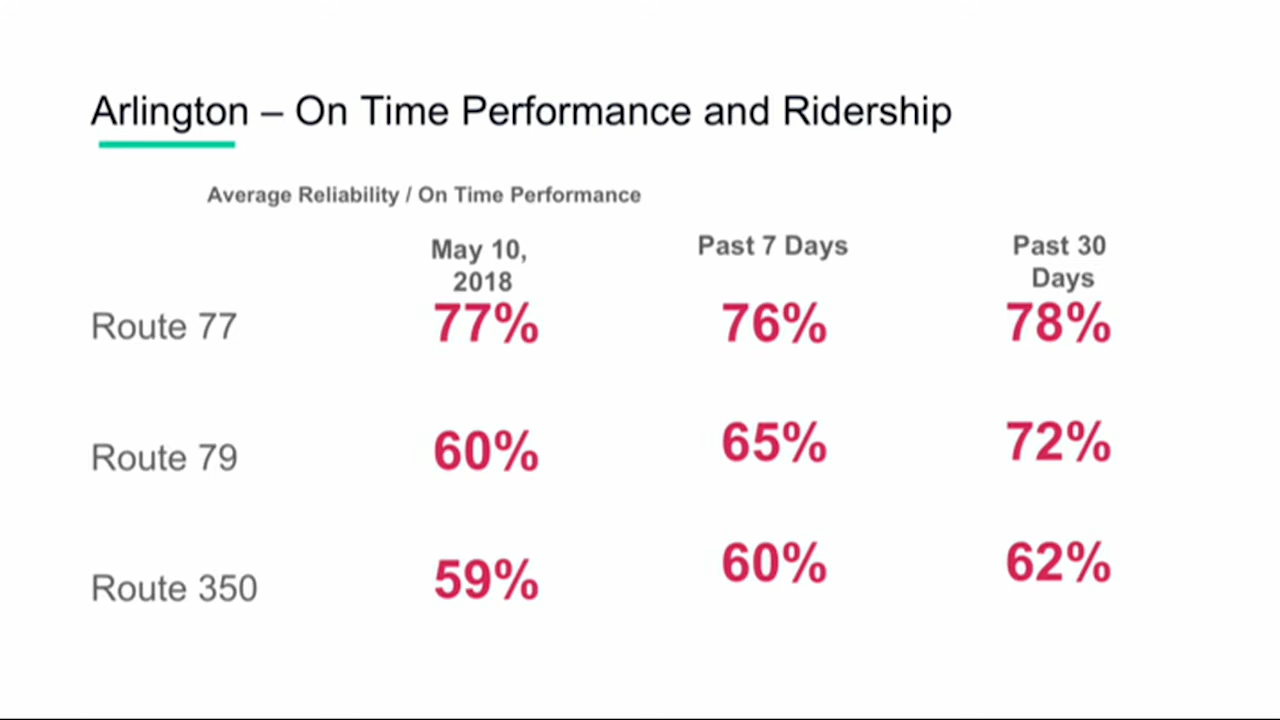 Arlington – On Time Performance and Ridership
Average Reliability / On Time Performance
May 10, Past 7 Days Past 30
2018 Days
Route 77 77% 76% 78%
Route 79 60% 65% 72%
Route 350 59% 60% 62%